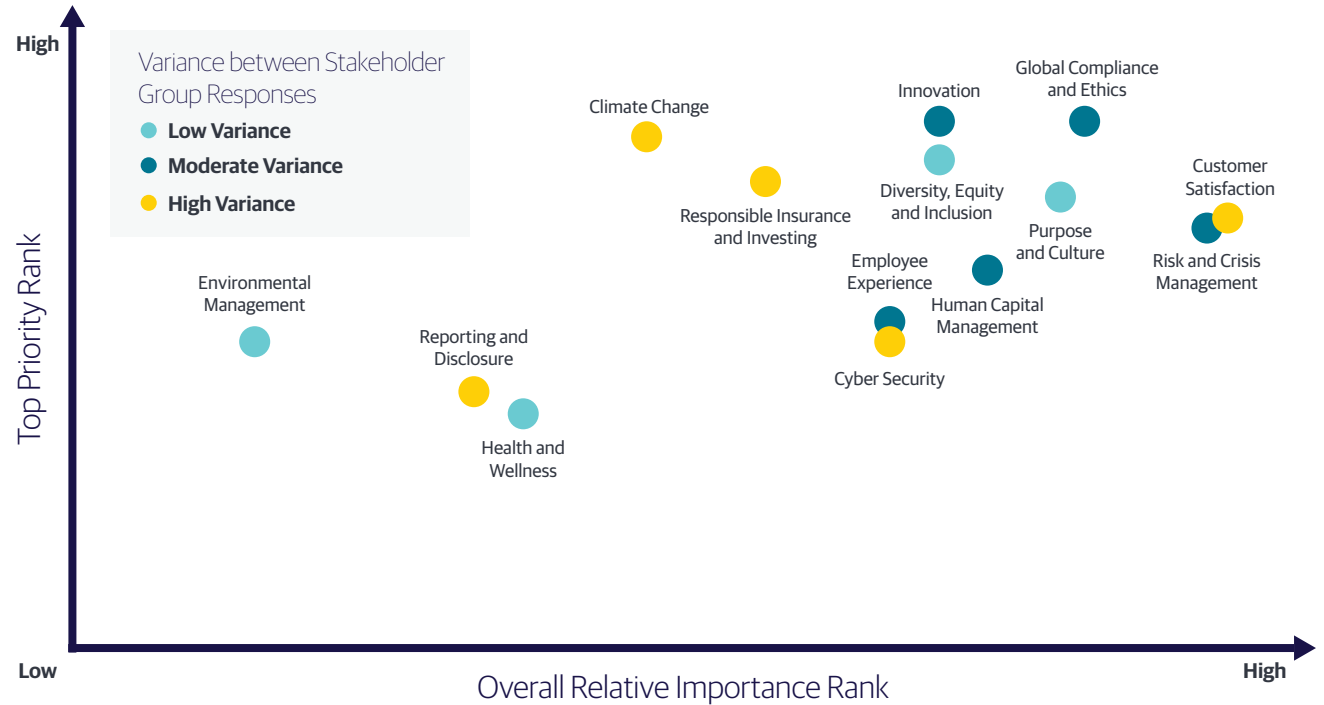 High
Variance between Stakeholder
Group Responses
Low Variance
Moderate Variance
High Variance
Top Priority Rank
Climate Change
Innovation
Global Compliance
and Ethics
Responsible Insurance
and Investing
Diversity, Equity
and Inclusion
Customer
Satisfaction
Purpose
and Culture
Risk and Crisis
Management
Employee
Experience
Human Capital
Management
Cyber Security
Environmental
Management
Reporting and
Disclosure
Health and
Wellness
Low
High
Overall Relative Importance Rank